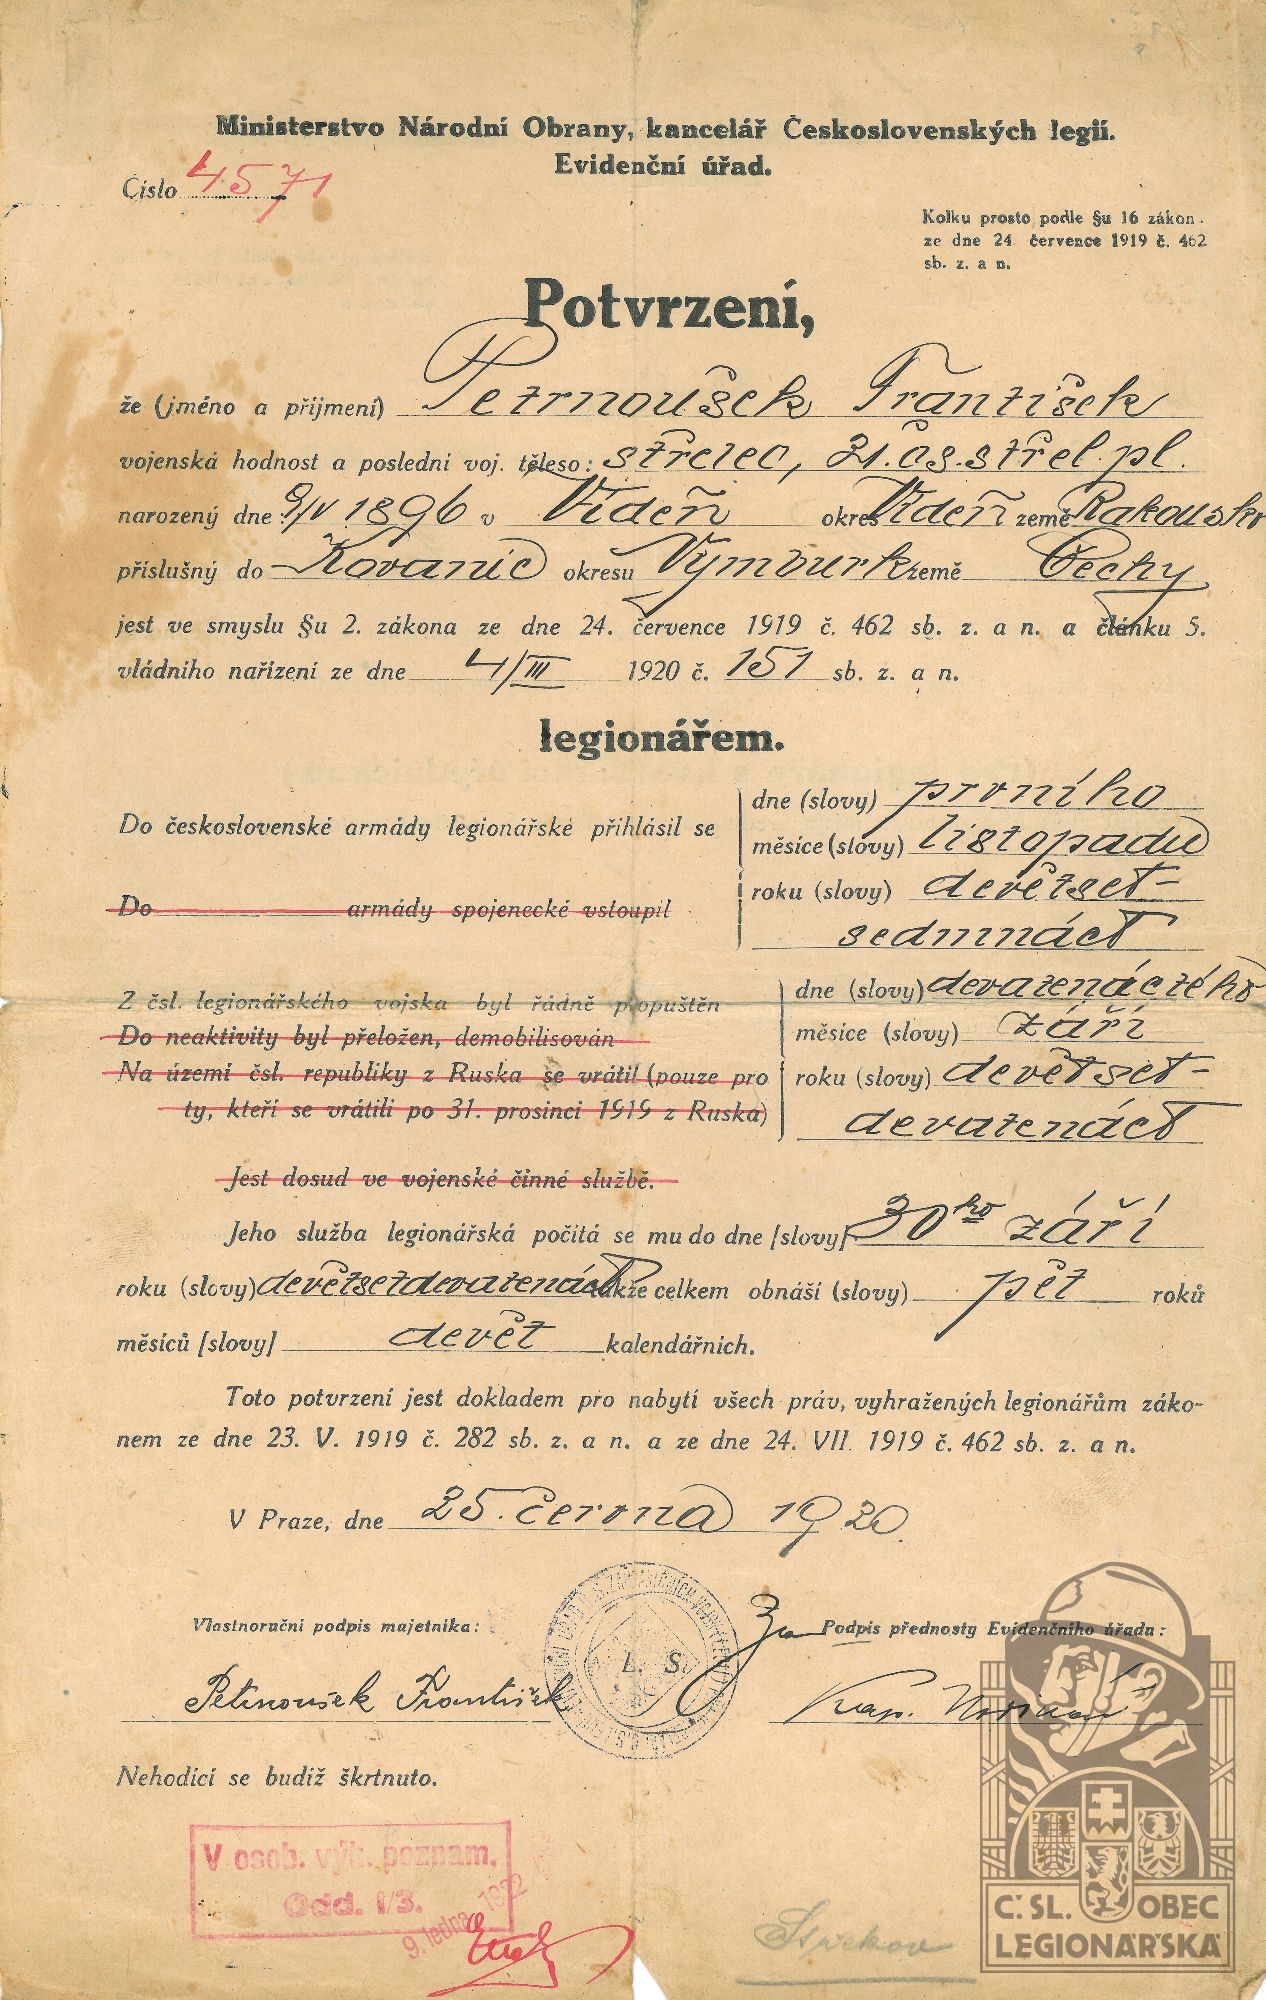 Ministerstvo Národní Obrany, kancelář Československých legií.
Evidenční úřad.
Číslo 4571
Kolku prosto podle §u 16 zákon.
ze dne 24. července 1919 č. 462
sb. z. a n.
Potvrzení,
že (jméno a příjmení) Petrnoušek František
vojenská hodnost a poslední voj. těleso: střelec, 21. čs. střel. pl.
narozený dne 9/V 1896 v Vídeň okres Vídeň země Rakousko
příslušný do Kovanic okresu Nymburk země Čechy
jest ve smyslu §u 2. zákona ze dne 24. července 1919 č. 462 sb. z. a n. a článku 5.
vládního nařízení ze dne 4/III 1920 č. 151 sb. z. a n.
legionářem.
Do československé armády legionářské přihlásil se
dne (slovy) prvního
měsíce (slovy) listopadu
Do armády spojenecké vstoupil
roku (slovy) devětset-
sedmnáct
Z čsl. legionářského vojska byl řádně propuštěn
Do neaktivity byl přeložen, demobilisován
Na území čsl. republiky z Ruska se vrátil (pouze pro
ty, kteří se vrátili po 31. prosinci 1919 z Ruska)
dne (slovy) devatenáctého
měsíce (slovy) září
roku (slovy) devětset-
devatenáct
Jest dosud ve vojenské činné službě.
Jeho služba legionářská počítá se mu do dne [slovy] 30ho září
roku (slovy) devětsetdevatenáct takže celkem obnáší (slovy) pět roků
měsíců [slovy] devět kalendářních.
Toto potvrzení jest dokladem pro nabytí všech práv, vyhražených legionářům záko-
nem ze dne 23. V. 1919 č. 282 sb. z. a n. a ze dne 24. VII. 1919 č. 462 sb. z. a n.
V Praze, dne 25. června 1920.
Vlastnoruční podpis majetníka:
Za Podpis přednosty Evidenčního úřadu:
L. S.
Petrnoušek František
Kap.
Nehodící se budiž škrtnuto.
V osob. výk. poznam.
Odd. I/3.
9. ledna 1922
Č. SL. OBEC
LEGIONÁŘSKÁ